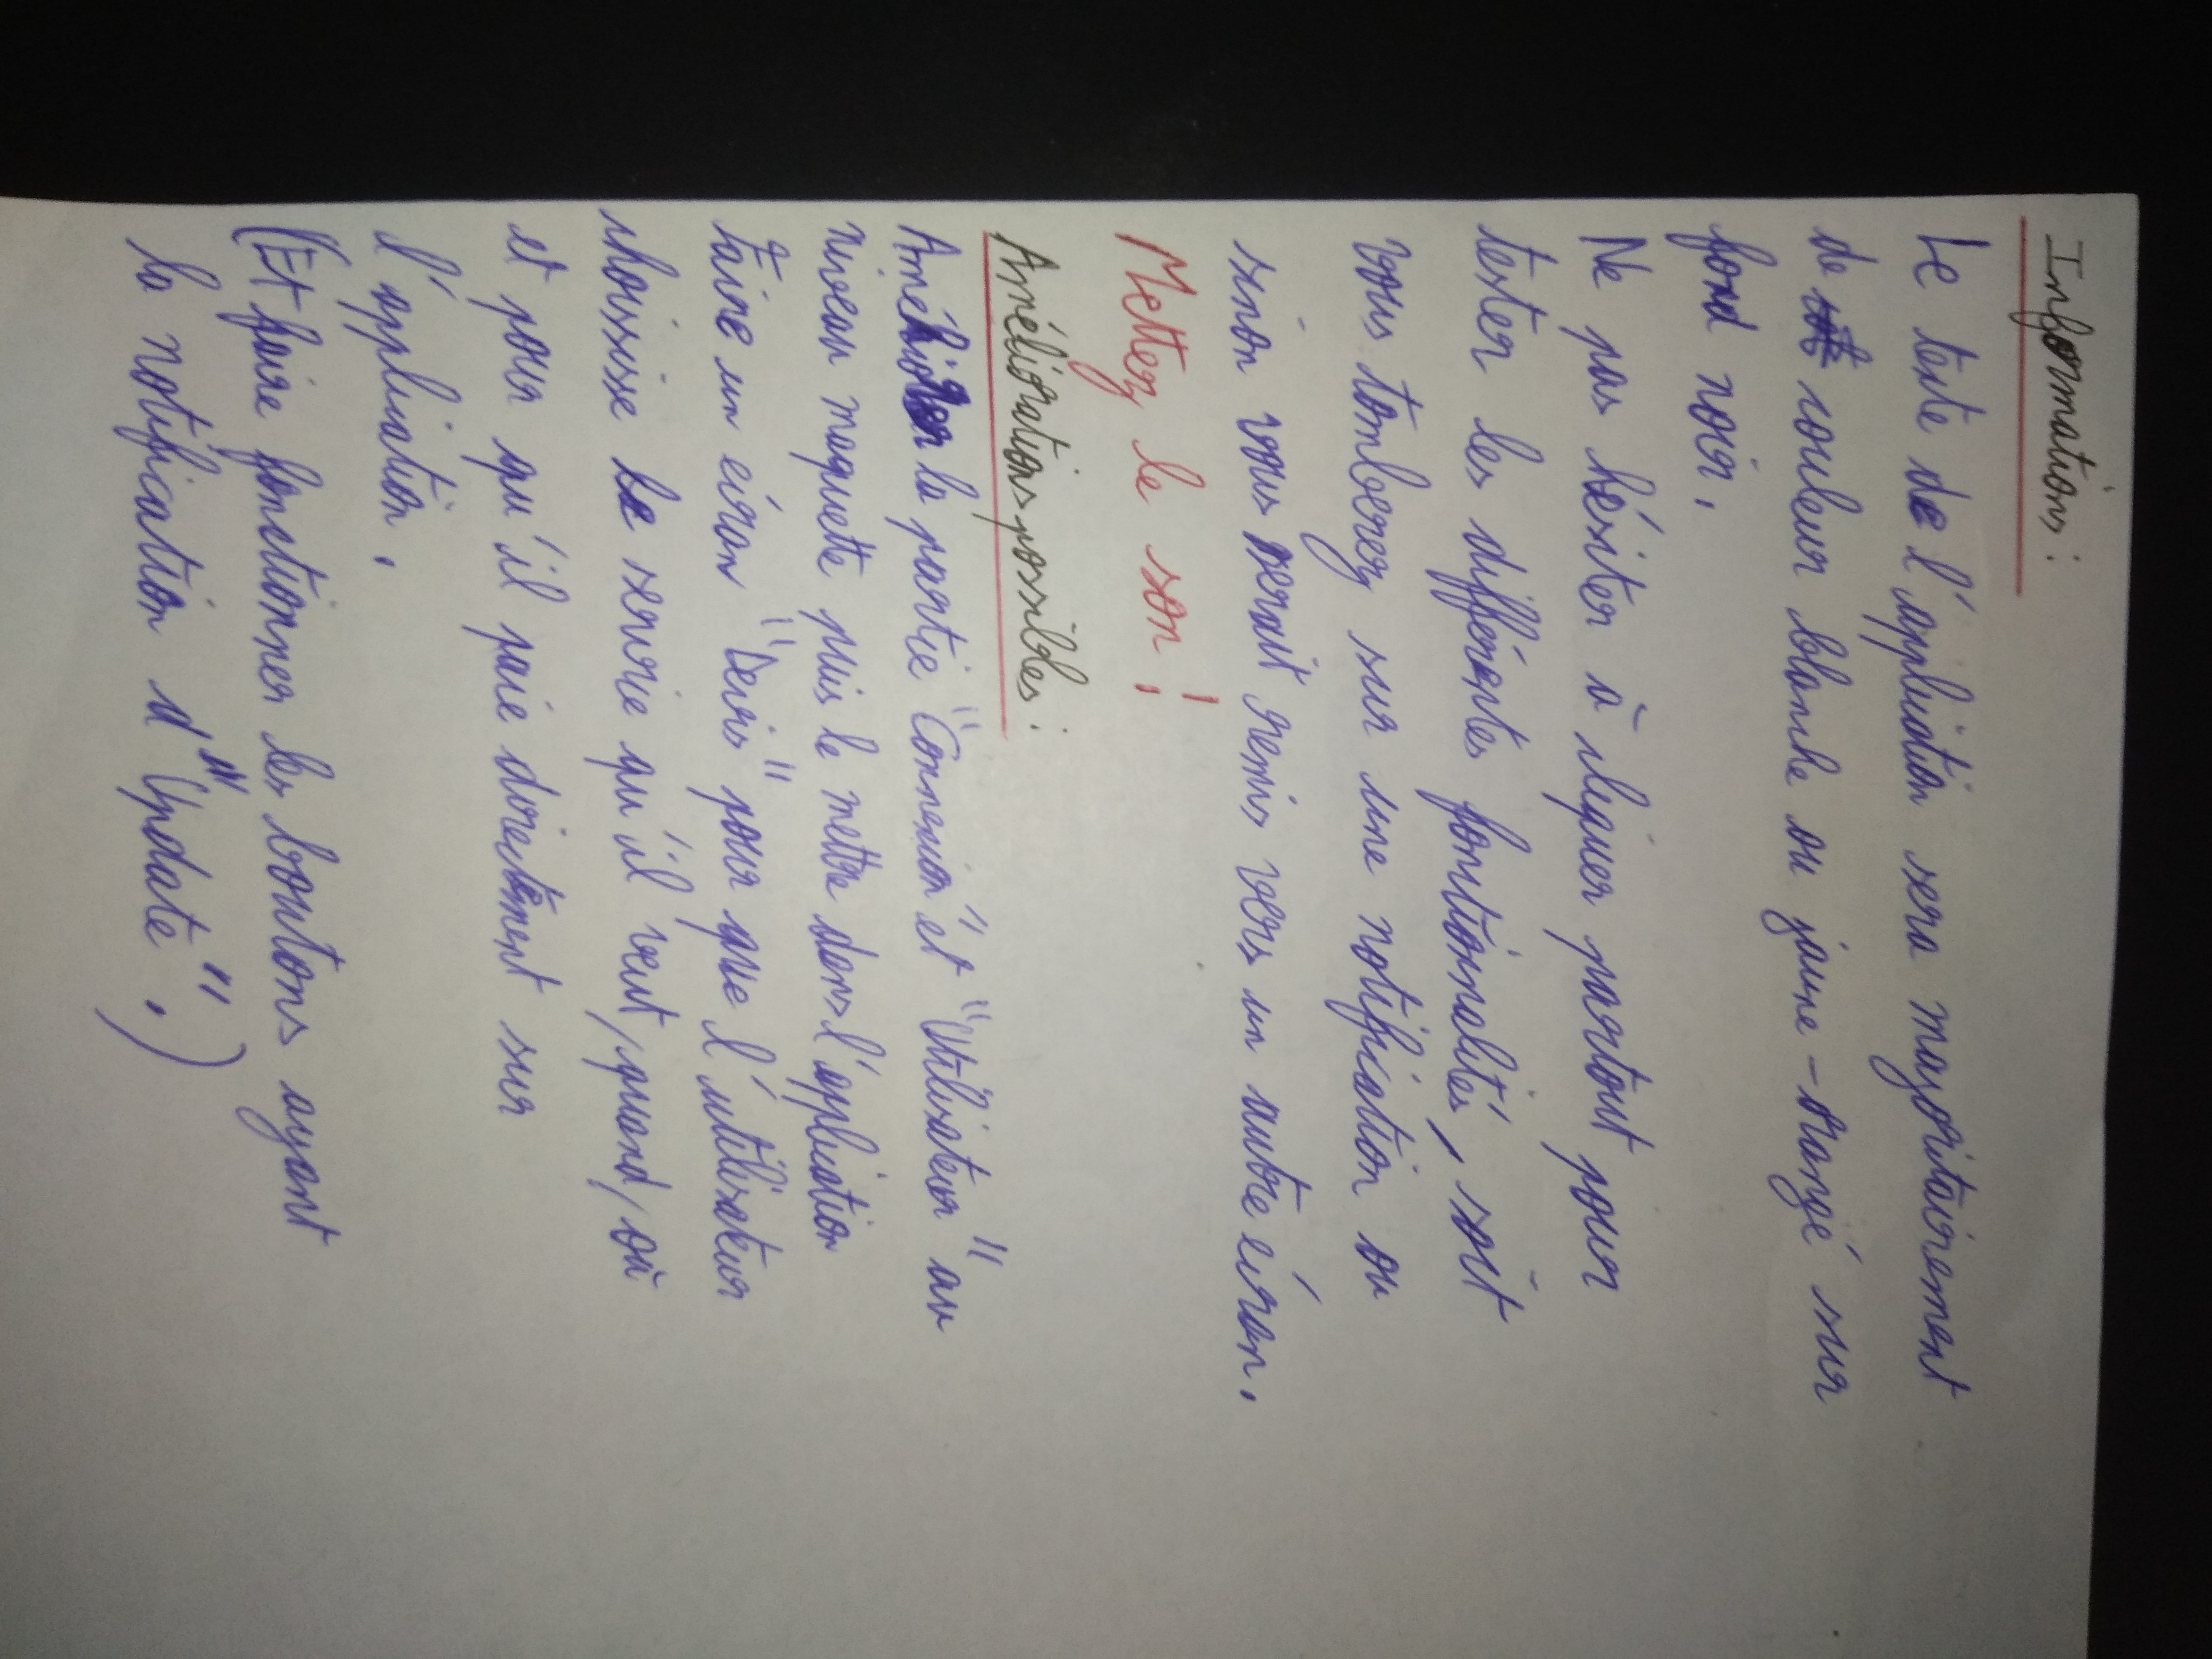 Informations :
Le texte de l'application sera majoritairement
de couleur blanche ou jaune-orangé sur
fond noir.
Ne pas hésiter à cliquer partout pour
tester les différentes fonctionnalités, soit
vous tomberez sur une notification ou
sinon vous serait remis vers un autre écran.
Mettez le son !
Améliorations possibles :
Améliorer la partie "Connexion" et "Utilisateur" au
niveau maquette puis le mettre dans l'application
Faire un écran "Devis" pour que l'utilisateur
choississe le service qu'il veut, quand, où
et pour qu'il paie directement sur
l'application.
(Et faire fonctionner les boutons ayant
la notification d'"Update".)